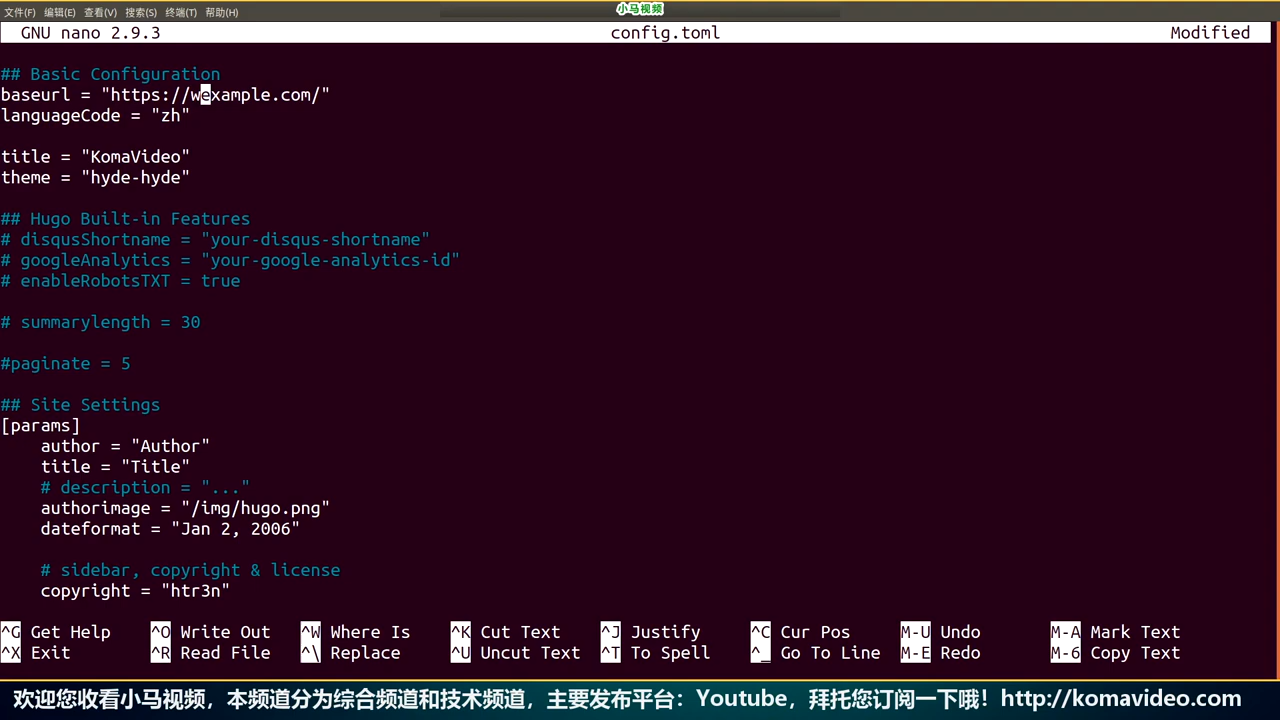 文件(F) 编辑(E) 查看(V) 搜索(S) 终端(T) 帮助(H)
小马视频
GNU nano 2.9.3 config.toml Modified
## Basic Configuration
baseurl = "https://wexample.com/"
languageCode = "zh"
title = "KomaVideo"
theme = "hyde-hyde"
## Hugo Built-in Features
# disqusShortname = "your-disqus-shortname"
# googleAnalytics = "your-google-analytics-id"
# enableRobotsTXT = true
# summarylength = 30
#paginate = 5
## Site Settings
[params]
author = "Author"
title = "Title"
# description = "..."
authorimage = "/img/hugo.png"
dateformat = "Jan 2, 2006"
# sidebar, copyright & license
copyright = "htr3n"
^G Get Help ^O Write Out ^W Where Is ^K Cut Text ^J Justify ^C Cur Pos M-U Undo M-A Mark Text
^X Exit ^R Read File ^\ Replace ^U Uncut Text ^T To Spell ^_ Go To Line M-E Redo M-6 Copy Text
欢迎您收看小马视频，本频道分为综合频道和技术频道，主要发布平台：Youtube，拜托您订阅一下哦！http://komavideo.com